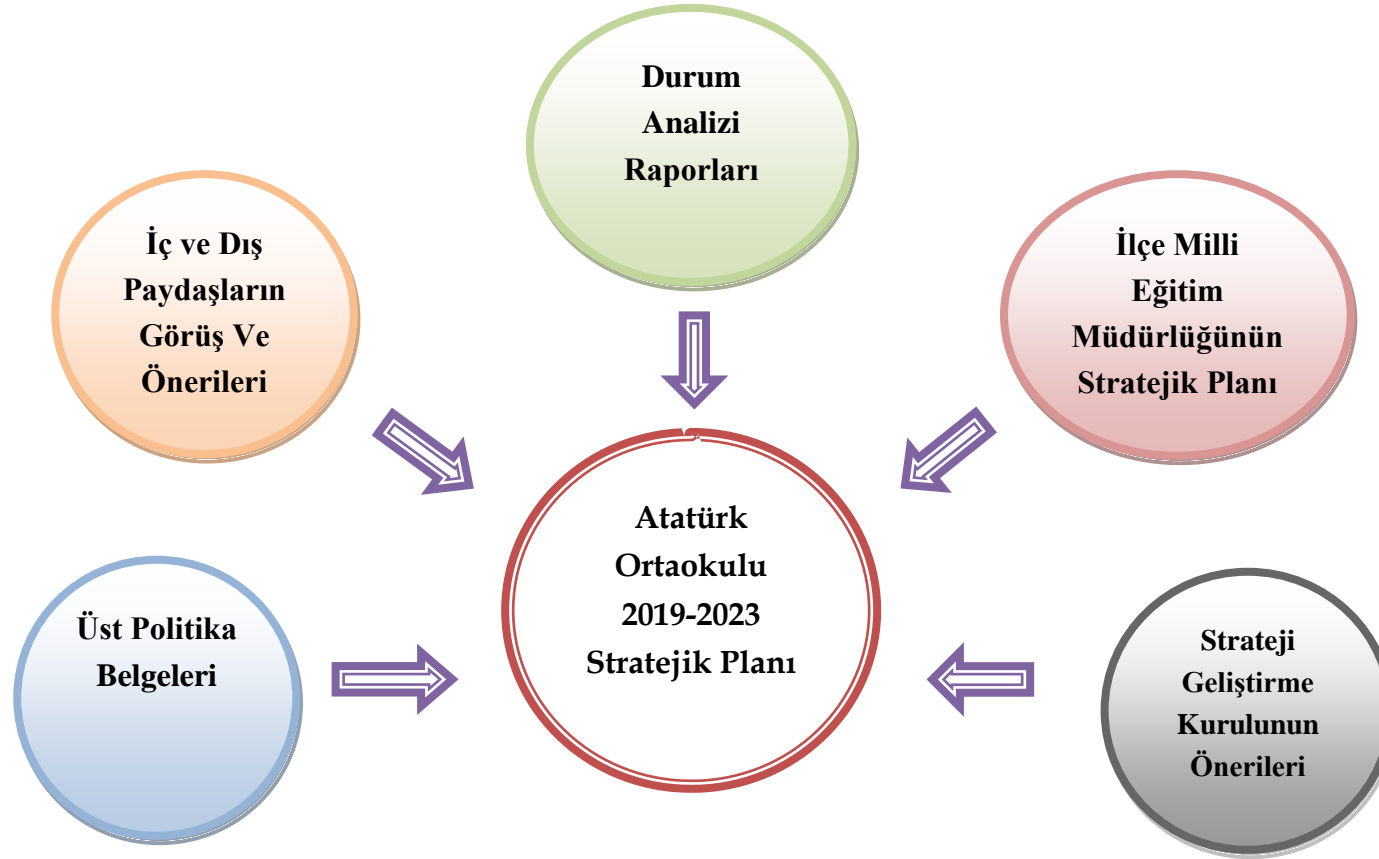 Durum
Analizi
Raporları
İç ve Dış
Paydaşların
Görüş Ve
Önerileri
İlçe Milli
Eğitim
Müdürlüğünün
Stratejik Planı
Atatürk
Ortaokulu
2019-2023
Stratejik Planı
Üst Politika
Belgeleri
Strateji
Geliştirme
Kurulunun
Önerileri